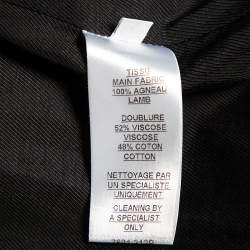 TISSU
MAIN FABRIC
100% AGNEAU
LAMB
DOUBLURE
52% VISCOSE
VISCOSE
48% COTON
COTTON
NETTOYAGE PAR
UN SPECIALISTE
UNIQUEMENT
CLEANING BY
A SPECIALIST
ONLY